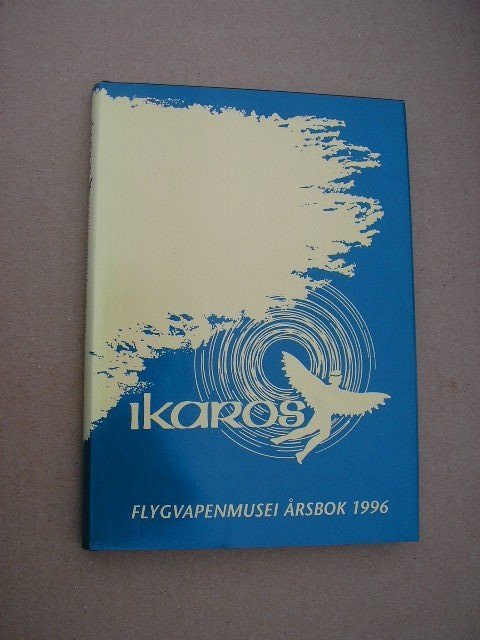 ikaros
FLYGVAPENMUSEI ÅRSBOK 1996